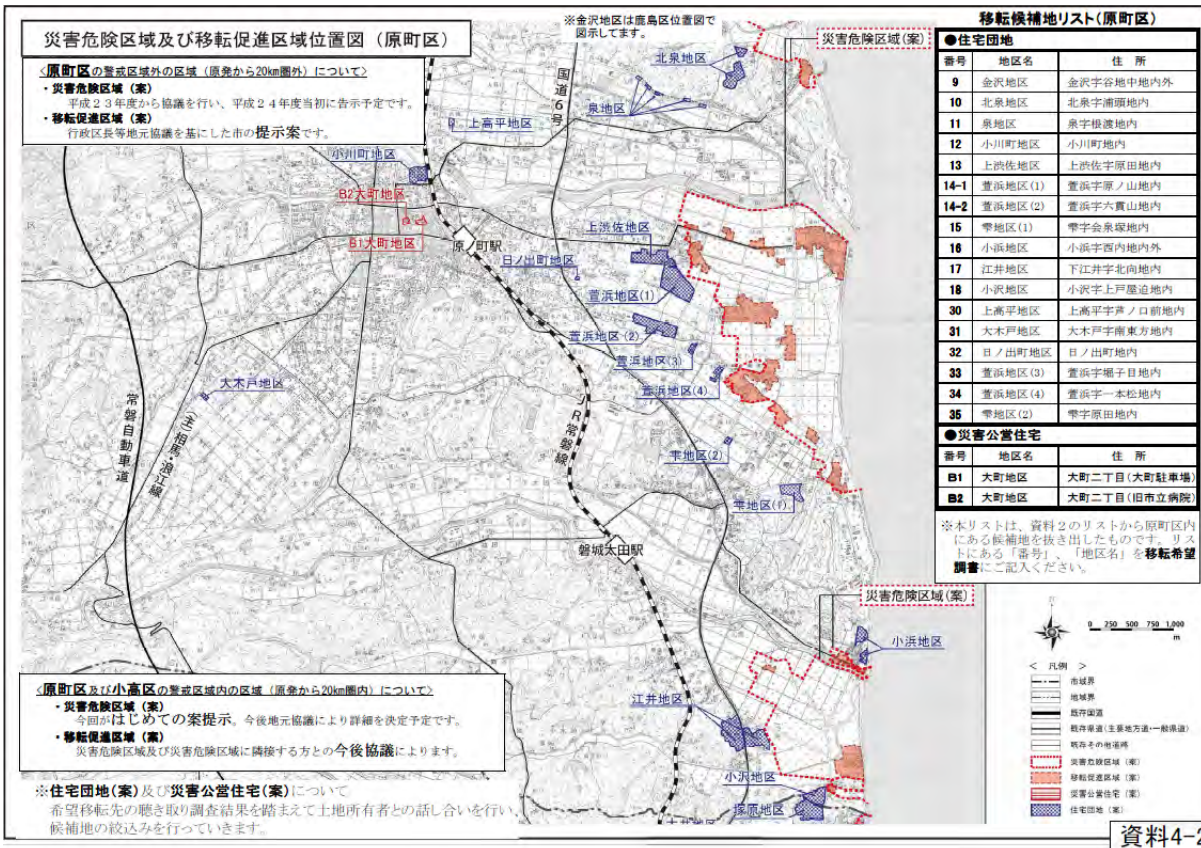 災害危険区域及び移転促進区域位置図（原町区）
※金沢地区は鹿島区位置図で
図示してます。
<原町区の警戒区域外の区域（原発から20km圏外）について>
・災害危険区域（案）
平成２３年度から協議を行い、平成２４年度当初に告示予定です。
・移転促進区域（案）
行政区長等地元協議を基にした市の提示案です。
災害危険区域(案)
北泉地区
国道６号
泉地区
上高平地区
小川町地区
B2大町地区
B1大町地区
原ノ町駅
上渋佐地区
日ノ出町地区
萱浜地区(1)
萱浜地区(2)
萱浜地区(3)
萱浜地区(4)
大木戸地区
常磐自動車道
(主)相馬・浪江線
ＪＲ常磐線
雫地区(2)
雫地区(1)
磐城太田駅
災害危険区域(案)
小浜地区
江井地区
小沢地区
塚原地区
<原町区及び小高区の警戒区域内の区域（原発から20km圏内）について>
・災害危険区域（案）
今回がはじめての案提示。今後地元協議により詳細を決定予定です。
・移転促進区域（案）
災害危険区域及び災害危険区域に隣接する方との今後協議によります。
※住宅団地(案)及び災害公営住宅(案)について
希望移転先の聴き取り調査結果を踏まえて土地所有者との話し合いを行い、
候補地の絞込みを行っていきます。
移転候補地リスト(原町区)
●住宅団地
番号 地区名 住　所
9 金沢地区 金沢字谷地中地内外
10 北泉地区 北泉字浦頭地内
11 泉地区 泉字根渡地内
12 小川町地区 小川町地内
13 上渋佐地区 上渋佐字原田地内
14-1 萱浜地区(1) 萱浜字原ノ山地内
14-2 萱浜地区(2) 萱浜字六貫山地内
15 雫地区(1) 雫字会泉塚地内
16 小浜地区 小浜字西内地内外
17 江井地区 下江井字北向地内
18 小沢地区 小沢字上戸屋迫地内
30 上高平地区 上高平字芦ノ口前地内
31 大木戸地区 大木戸字南東方地内
32 日ノ出町地区 日ノ出町地内
33 萱浜地区(3) 萱浜字堀子目地内
34 萱浜地区(4) 萱浜字一本松地内
35 雫地区(2) 雫字原田地内
●災害公営住宅
番号 地区名 住　所
B1 大町地区 大町二丁目(大町駐車場)
B2 大町地区 大町二丁目(旧市立病院)
※本リストは、資料２のリストから原町区内
にある候補地を抜き出したものです。リス
トにある「番号」、「地区名」を移転希望
調書にご記入ください。
0 250 500 750 1,000
m
< 凡例 >
市域界
地域界
既存国道
既存県道(主要地方道・一般県道)
既存その他道路
災害危険区域（案）
移転促進区域（案）
災害公営住宅（案）
住宅団地（案）
資料4-2